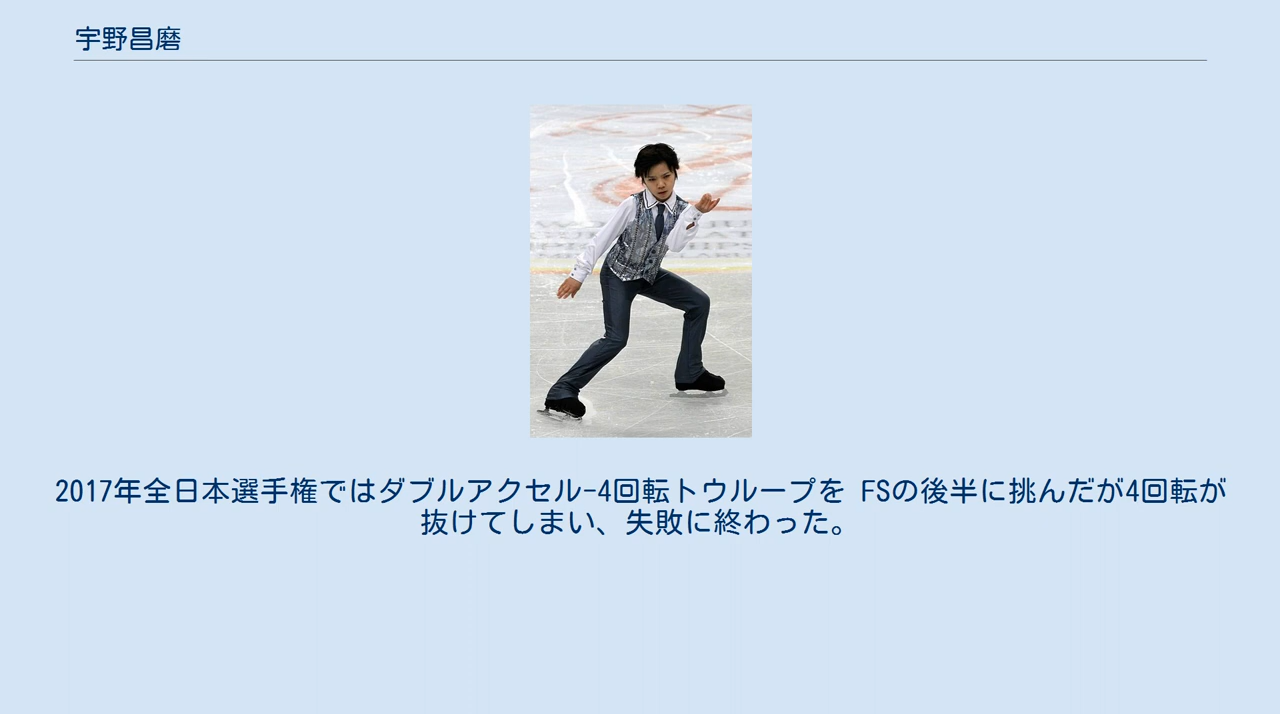 宇野昌磨
2017年全日本選手権ではダブルアクセル-4回転トウループを FSの後半に挑んだが4回転が
抜けてしまい、失敗に終わった。